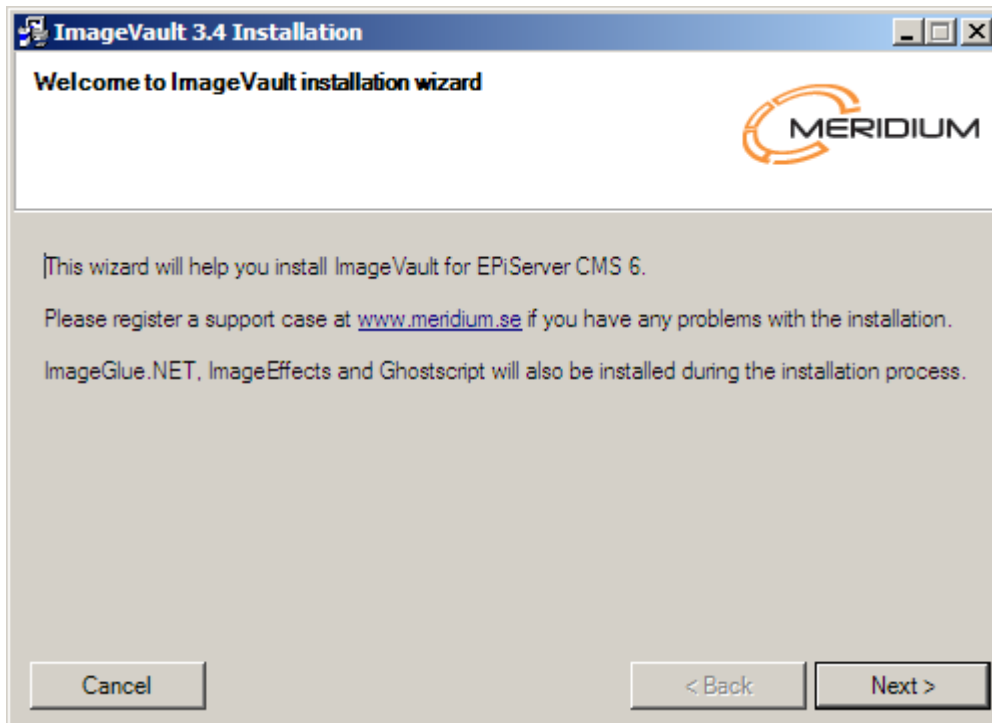 ImageVault 3.4 Installation
Welcome to ImageVault installation wizard
MERIDIUM
This wizard will help you install ImageVault for EPiServer CMS 6.
Please register a support case at www.meridium.se if you have any problems with the installation.
ImageGlue.NET, ImageEffects and Ghostscript will also be installed during the installation process.
Cancel
< Back
Next >